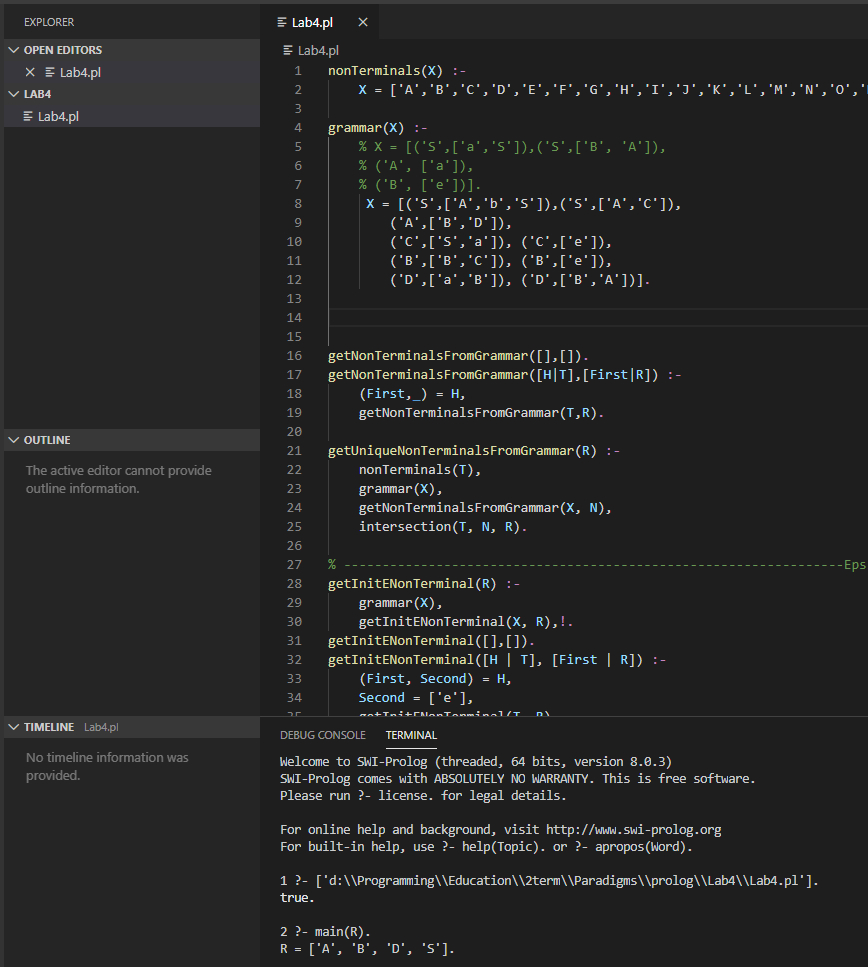 EXPLORER
OPEN EDITORS
Lab4.pl
LAB4
Lab4.pl
OUTLINE
The active editor cannot provide
outline information.
TIMELINE Lab4.pl
No timeline information was
provided.
Lab4.pl
Lab4.pl
1 nonTerminals(X) :-
2 X = ['A','B','C','D','E','F','G','H','I','J','K','L','M','N','O',
3
4 grammar(X) :-
5 % X = [('S',['a','S']),('S',['B', 'A']),
6 % ('A', ['a']),
7 % ('B', ['e'])].
8 X = [('S',['A','b','S']),('S',['A','C']),
9 ('A',['B','D']),
10 ('C',['S','a']), ('C',['e']),
11 ('B',['B','C']), ('B',['e']),
12 ('D',['a','B']), ('D',['B','A'])].
13
14
15
16 getNonTerminalsFromGrammar([],[]).
17 getNonTerminalsFromGrammar([H|T],[First|R]) :-
18 (First,_) = H,
19 getNonTerminalsFromGrammar(T,R).
20
21 getUniqueNonTerminalsFromGrammar(R) :-
22 nonTerminals(T),
23 grammar(X),
24 getNonTerminalsFromGrammar(X, N),
25 intersection(T, N, R).
26
27 % ----------------------------------------------------------------Eps
28 getInitENonTerminal(R) :-
29 grammar(X),
30 getInitENonTerminal(X, R),!.
31 getInitENonTerminal([],[]).
32 getInitENonTerminal([H | T], [First | R]) :-
33 (First, Second) = H,
34 Second = ['e'],
35 getInitENonTerminal(T, R)
DEBUG CONSOLE TERMINAL
Welcome to SWI-Prolog (threaded, 64 bits, version 8.0.3)
SWI-Prolog comes with ABSOLUTELY NO WARRANTY. This is free software.
Please run ?- license. for legal details.
For online help and background, visit http://www.swi-prolog.org
For built-in help, use ?- help(Topic). or ?- apropos(Word).
1 ?- ['d:\\Programming\\Education\\2term\\Paradigms\\prolog\\Lab4\\Lab4.pl'].
true.
2 ?- main(R).
R = ['A', 'B', 'D', 'S'].